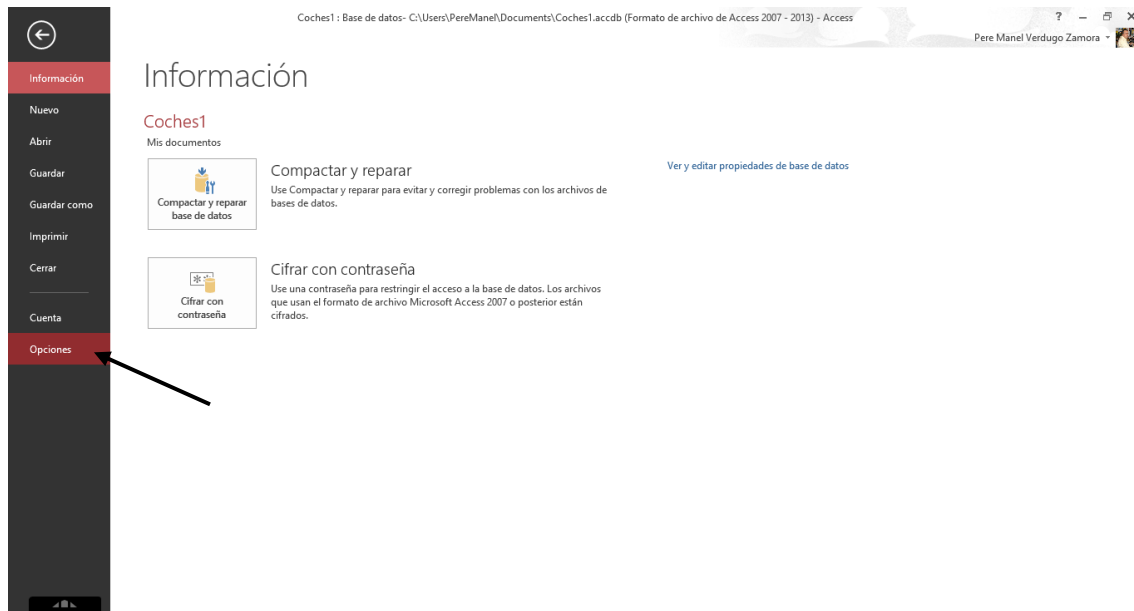 Coches1 : Base de datos- C:\Users\PereManel\Documents\Coches1.accdb (Formato de archivo de Access 2007 - 2013) - Access
?
Pere Manel Verdugo Zamora
Información
Nuevo
Abrir
Guardar
Guardar como
Imprimir
Cerrar
Cuenta
Opciones
Información
Coches1
Mis documentos
Compactar y reparar
base de datos
Compactar y reparar
Use Compactar y reparar para evitar y corregir problemas con los archivos de
bases de datos.
Cifrar con
contraseña
Cifrar con contraseña
Use una contraseña para restringir el acceso a la base de datos. Los archivos
que usan el formato de archivo Microsoft Access 2007 o posterior están
cifrados.
Ver y editar propiedades de base de datos